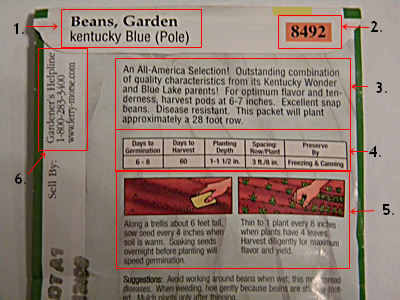 1.
Beans, Garden
kentucky Blue (Pole)
8492
2.
Gardener's Helpline
1-800-283-3400
www.ferry-morse.com
6.
Sell By:
An All-America Selection! Outstanding combination
of quality characteristics from its Kentucky Wonder
and Blue Lake parents! For optimum flavor and ten-
derness, harvest pods at 6-7 inches. Excellent snap
beans. Disease resistant. This packet will plant
approximately a 28 foot row.
3.
Days to Germination Days to Harvest Planting Depth Spacing: Row/Plant Preserve By
6 - 8 60 1-1 1/2 in. 3 ft./8 in. Freezing & Canning
4.
5.
Along a trellis about 6 feet tall,
sow seed every 4 inches when
soil is warm. Soaking seeds
overnight before planting will
speed germination.
Thin to 1 plant every 8 inches
when plants have 4 leaves.
Harvest diligently for maximum
flavor and yield.
Suggestions: Avoid working around beans when wet; this may spread
diseases. When weeding, hoe gently because beans are shallow-root-
ed. Mulch plants only after thinning.